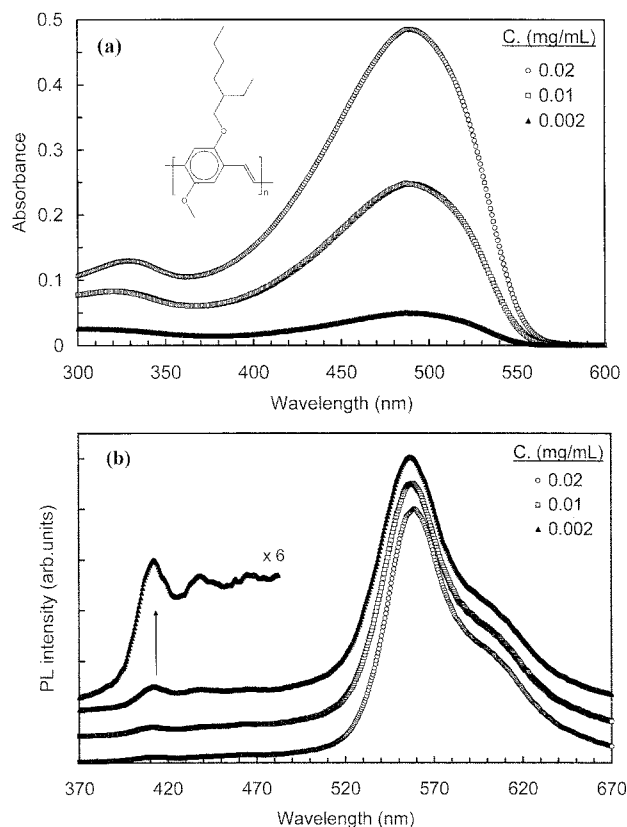 (a)
C. (mg/mL)
0.02
0.01
0.002
O
O
n
Absorbance
0.5
0.4
0.3
0.2
0.1
0
300 350 400 450 500 550 600
Wavelength (nm)
(b)
C. (mg/mL)
0.02
0.01
0.002
x 6
PL intensity (arb.units)
370 420 470 520 570 620 670
Wavelength (nm)